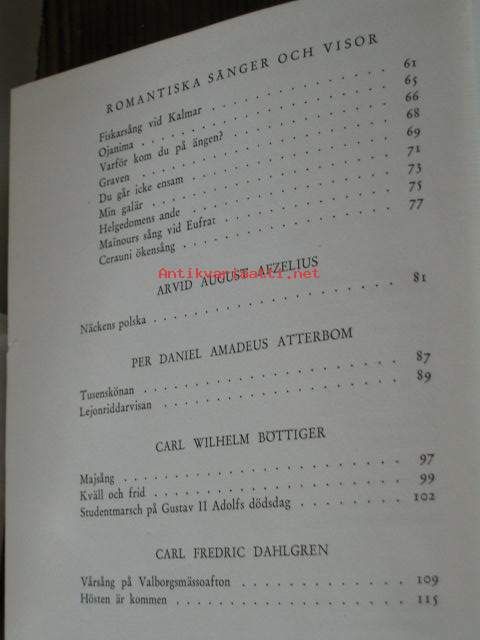 ROMANTISKA SÅNGER OCH VISOR
Fiskarsång vid Kalmar . . . . . . . . . . 61
Ojanima . . . . . . . . . . 65
Varför kom du på ängen? . . . . . . . . . . 66
Graven . . . . . . . . . . 68
Du går icke ensam . . . . . . . . . . 69
Min galär . . . . . . . . . . 71
Helgedomens ande . . . . . . . . . . 73
Mainours sång vid Eufrat . . . . . . . . . . 75
Cerauni ökensång . . . . . . . . . . 77
Antikvariaatti.net
ARVID AUGUST AFZELIUS
Näckens polska . . . . . . . . . . 81
PER DANIEL AMADEUS ATTERBOM
Tusenskönan . . . . . . . . . . 87
Lejonriddarvisan . . . . . . . . . . 89
CARL WILHELM BÖTTIGER
Majsång . . . . . . . . . . 97
Kväll och frid . . . . . . . . . . 99
Studentmarsch på Gustav II Adolfs dödsdag . . . . . . . . . . 102
CARL FREDRIC DAHLGREN
Vårsång på Valborgsmässoafton . . . . . . . . . . 109
Hösten är kommen . . . . . . . . . . 115